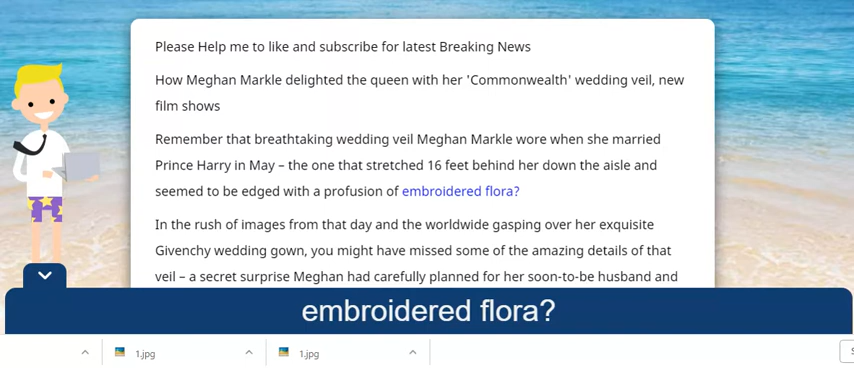 Please Help me to like and subscribe for latest Breaking News
How Meghan Markle delighted the queen with her 'Commonwealth' wedding veil, new
film shows
Remember that breathtaking wedding veil Meghan Markle wore when she married
Prince Harry in May – the one that stretched 16 feet behind her down the aisle and
seemed to be edged with a profusion of embroidered flora?
In the rush of images from that day and the worldwide gasping over her exquisite
Givenchy wedding gown, you might have missed some of the amazing details of that
veil – a secret surprise Meghan had carefully planned for her soon-to-be husband and
embroidered flora?
1.jpg 1.jpg